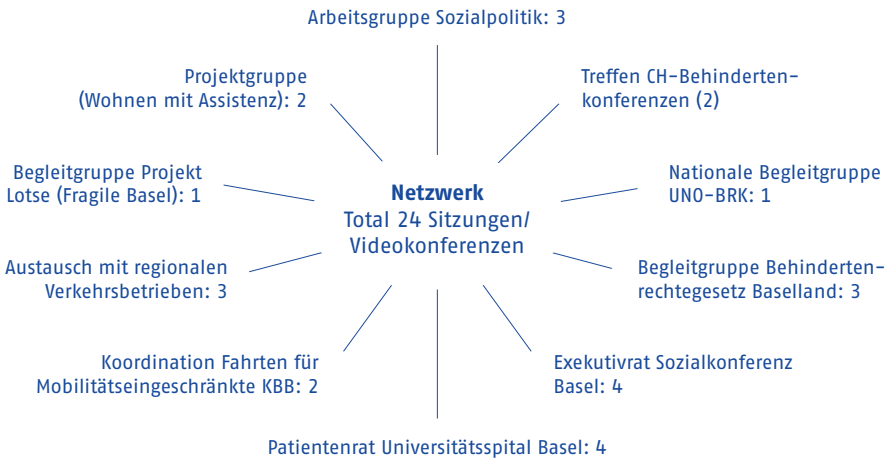 Arbeitsgruppe Sozialpolitik: 3
Projektgruppe
(Wohnen mit Assistenz): 2
Treffen CH-Behinderten-
konferenzen (2)
Begleitgruppe Projekt
Lotse (Fragile Basel): 1
Netzwerk
Total 24 Sitzungen/
Videokonferenzen
Nationale Begleitgruppe
UNO-BRK: 1
Austausch mit regionalen
Verkehrsbetrieben: 3
Begleitgruppe Behinderten-
rechtegesetz Baselland: 3
Koordination Fahrten für
Mobilitätseingeschränkte KBB: 2
Exekutivrat Sozialkonferenz
Basel: 4
Patientenrat Universitätsspital Basel: 4